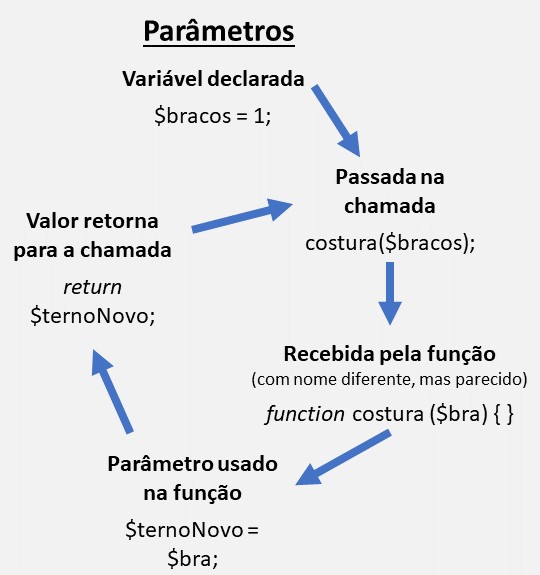 Parâmetros
Variável declarada
$bracos = 1;
Passada na
chamada
costura($bracos);
Recebida pela função
(com nome diferente, mas parecido)
function costura ($bra) { }
Parâmetro usado
na função
$ternoNovo =
$bra;
Valor retorna
para a chamada
return
$ternoNovo;